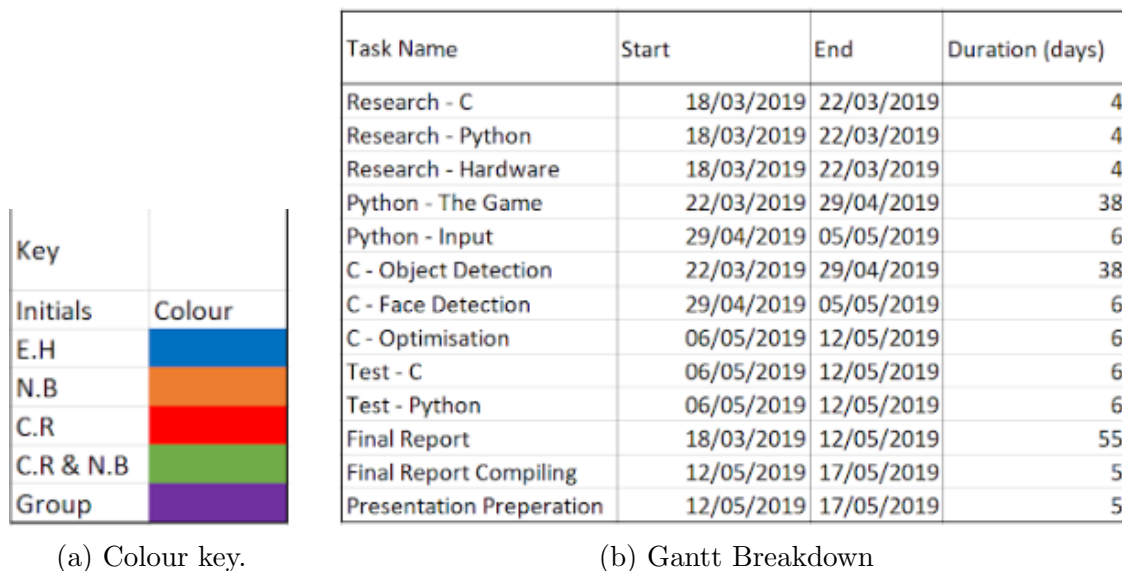 Key
Initials Colour
E.H
N.B
C.R
C.R & N.B
Group
(a) Colour key.
Task Name Start End Duration (days)
Research - C 18/03/2019 22/03/2019 4
Research - Python 18/03/2019 22/03/2019 4
Research - Hardware 18/03/2019 22/03/2019 4
Python - The Game 22/03/2019 29/04/2019 38
Python - Input 29/04/2019 05/05/2019 6
C - Object Detection 22/03/2019 29/04/2019 38
C - Face Detection 29/04/2019 05/05/2019 6
C - Optimisation 06/05/2019 12/05/2019 6
Test - C 06/05/2019 12/05/2019 6
Test - Python 06/05/2019 12/05/2019 6
Final Report 18/03/2019 12/05/2019 55
Final Report Compiling 12/05/2019 17/05/2019 5
Presentation Preperation 12/05/2019 17/05/2019 5
(b) Gantt Breakdown